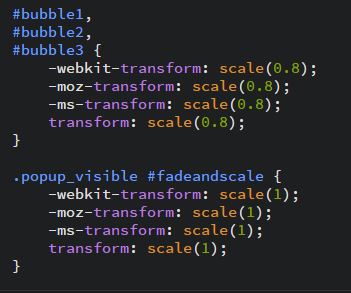 #bubble1,
#bubble2,
#bubble3 {
    -webkit-transform: scale(0.8);
    -moz-transform: scale(0.8);
    -ms-transform: scale(0.8);
    transform: scale(0.8);
}

.popup_visible #fadeandscale {
    -webkit-transform: scale(1);
    -moz-transform: scale(1);
    -ms-transform: scale(1);
    transform: scale(1);
}